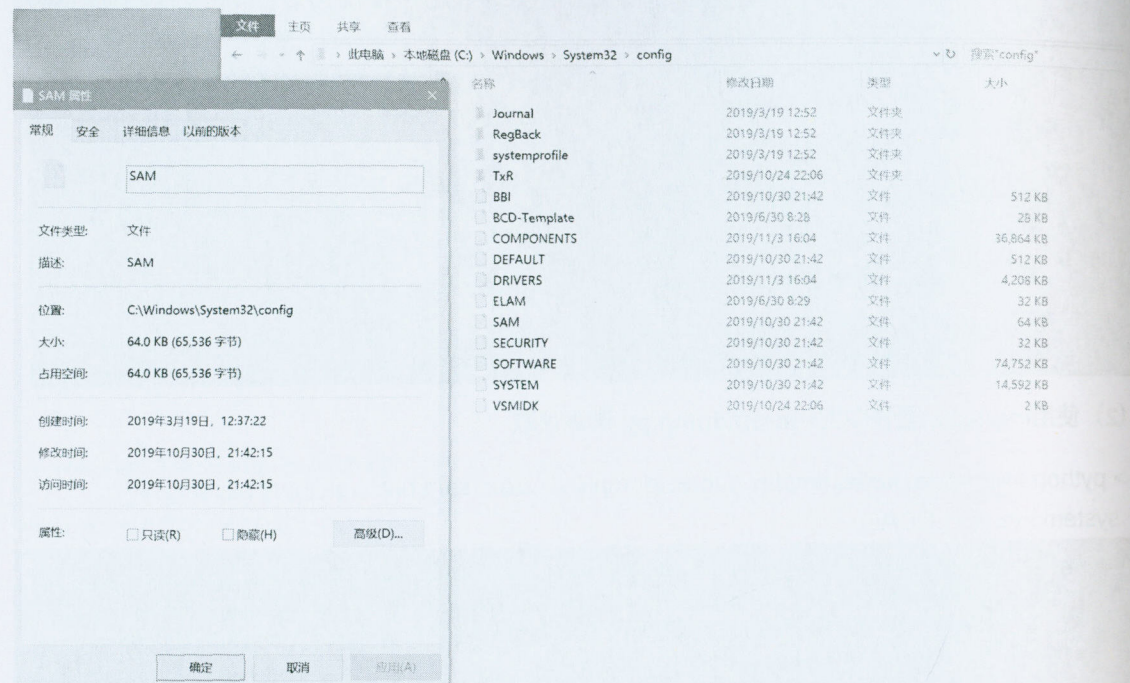 文件 主页 共享 查看
此电脑 › 本地磁盘 (C:) › Windows › System32 › config
搜索"config"
SAM 属性
常规 安全 详细信息 以前的版本
SAM
文件类型: 文件
描述: SAM
位置: C:\Windows\System32\config
大小: 64.0 KB (65,536 字节)
占用空间: 64.0 KB (65,536 字节)
创建时间: 2019年3月19日，12:37:22
修改时间: 2019年10月30日，21:42:15
访问时间: 2019年10月30日，21:42:15
属性: 只读(R) 隐藏(H) 高级(D)...
确定 取消 应用(A)
名称 修改日期 类型 大小
Journal 2019/3/19 12:52 文件夹
RegBack 2019/3/19 12:52 文件夹
systemprofile 2019/3/19 12:52 文件夹
TxR 2019/10/24 22:06 文件夹
BBI 2019/10/30 21:42 文件 512 KB
BCD-Template 2019/6/30 8:28 文件 28 KB
COMPONENTS 2019/11/3 16:04 文件 36,864 KB
DEFAULT 2019/10/30 21:42 文件 512 KB
DRIVERS 2019/11/3 16:04 文件 4,208 KB
ELAM 2019/6/30 8:29 文件 32 KB
SAM 2019/10/30 21:42 文件 64 KB
SECURITY 2019/10/30 21:42 文件 32 KB
SOFTWARE 2019/10/30 21:42 文件 74,752 KB
SYSTEM 2019/10/30 21:42 文件 14,592 KB
VSMIDK 2019/10/24 22:06 文件 2 KB